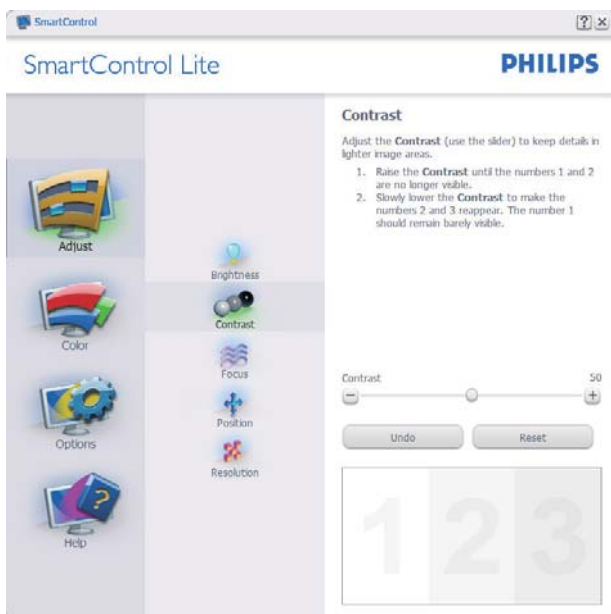 SmartControl
?
×
SmartControl Lite
PHILIPS
Adjust
Color
Options
Help
Brightness
Contrast
Focus
Position
Resolution
Contrast
Adjust the Contrast (use the slider) to keep details in
lighter image areas.
1. Raise the Contrast until the numbers 1 and 2
are no longer visible.
2. Slowly lower the Contrast to make the
numbers 2 and 3 reappear. The number 1
should remain barely visible.
Contrast 50
− +
Undo Reset
1 2 3